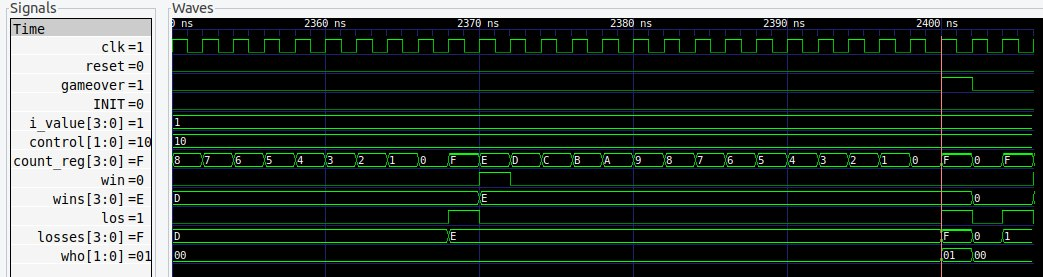 Signals
Waves
Time
0 ns 2360 ns 2370 ns 2380 ns 2390 ns 2400 ns
clk=1
reset=0
gameover=1
INIT=0
i_value[3:0]=1 1
control[1:0]=10 10
count_reg[3:0]=F 8 7 6 5 4 3 2 1 0 F E D C B A 9 8 7 6 5 4 3 2 1 0 F 0 F
win=0
wins[3:0]=E D E 0
los=1
losses[3:0]=F D E F 0 1
who[1:0]=01 00 01 00